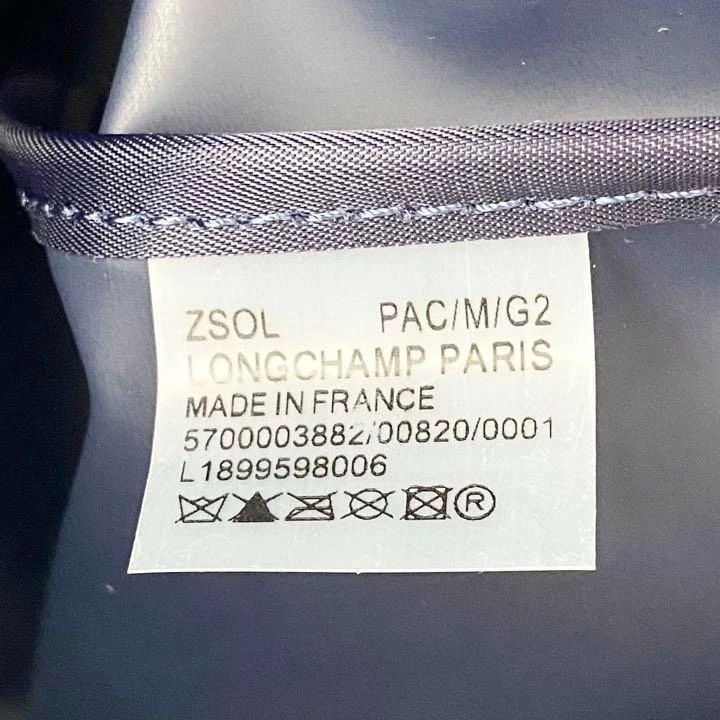 ZSOL PAC/M/G2
LONGCHAMP PARIS
MADE IN FRANCE
5700003882/00820/0001
L1899598006
®